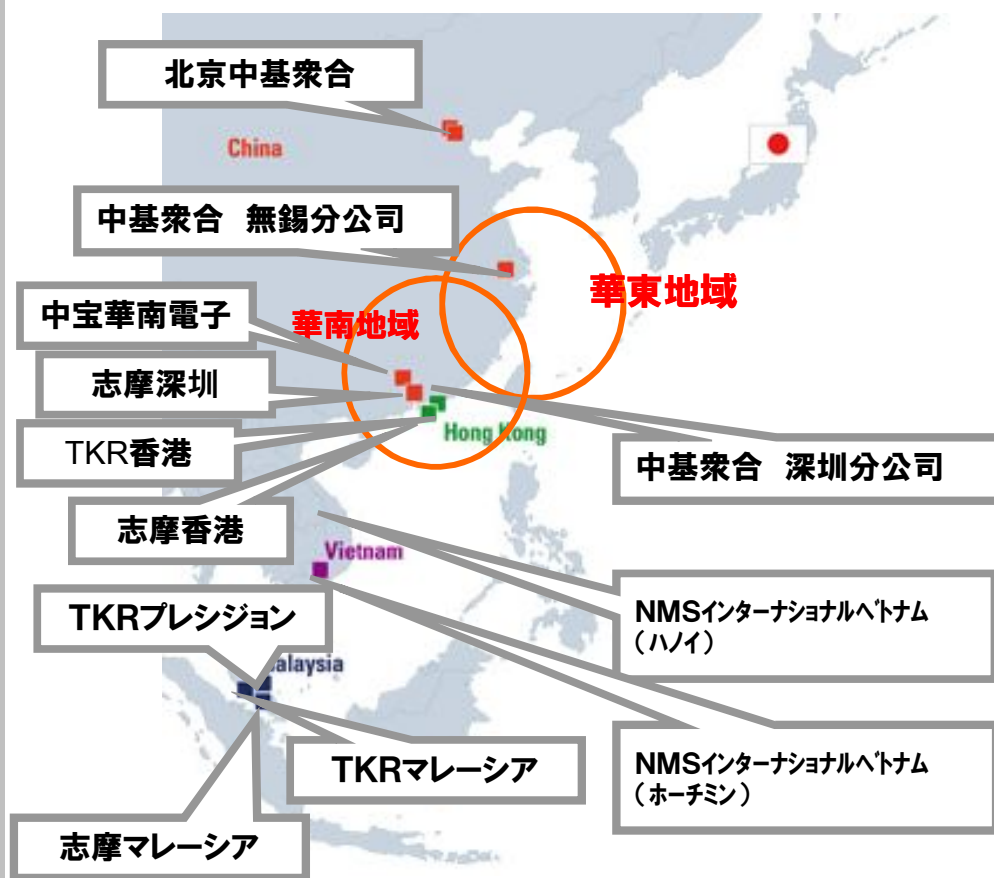 北京中基衆合
China
中基衆合 無錫分公司
華東地域
中宝華南電子
華南地域
志摩深圳
TKR香港
Hong Kong
中基衆合 深圳分公司
志摩香港
Vietnam
TKRプレシジョン
NMSインターナショナルベトナム
(ハノイ)
alaysia
TKRマレーシア
NMSインターナショナルベトナム
(ホーチミン)
志摩マレーシア